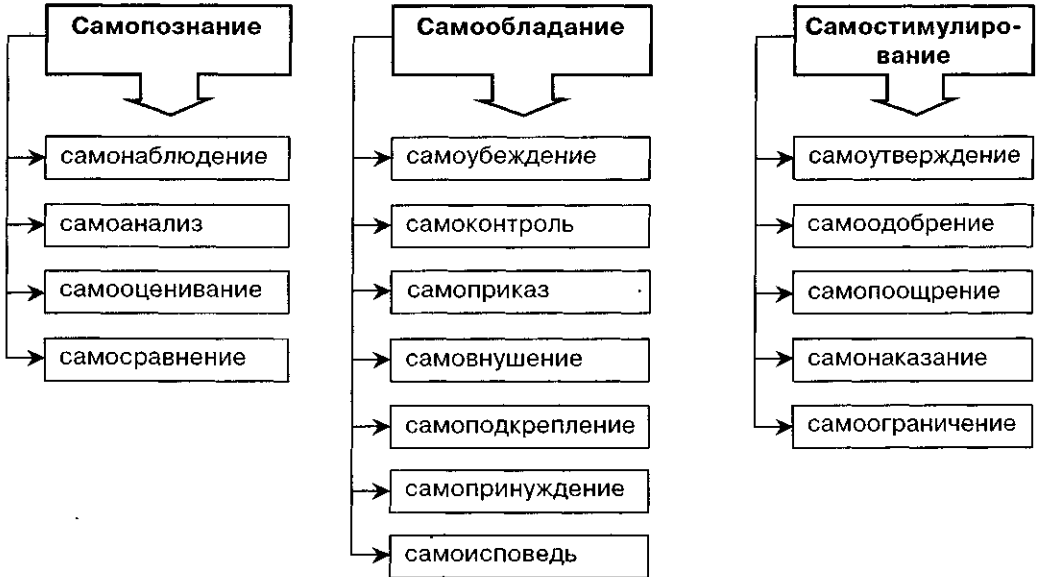 Самопознание
самонаблюдение
самоанализ
самооценивание
самосравнение
Самообладание
самоубеждение
самоконтроль
самоприказ
самовнушение
самоподкрепление
самопринуждение
самоисповедь
Самостимулиро-
вание
самоутверждение
самоодобрение
самопоощрение
самонаказание
самоограничение